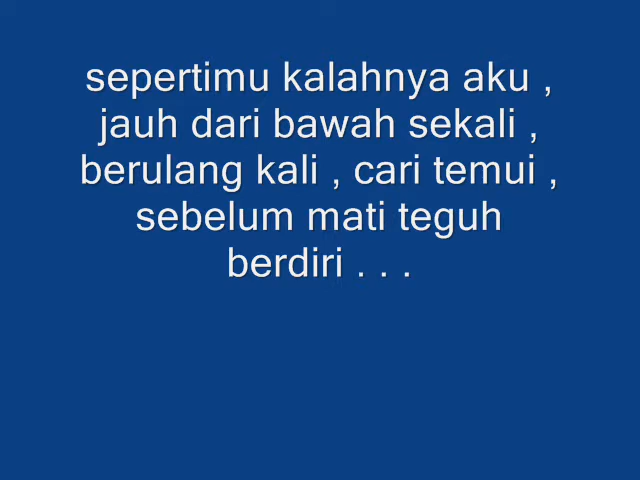 sepertimu kalahnya aku ,
jauh dari bawah sekali ,
berulang kali , cari temui ,
sebelum mati teguh
berdiri . . .